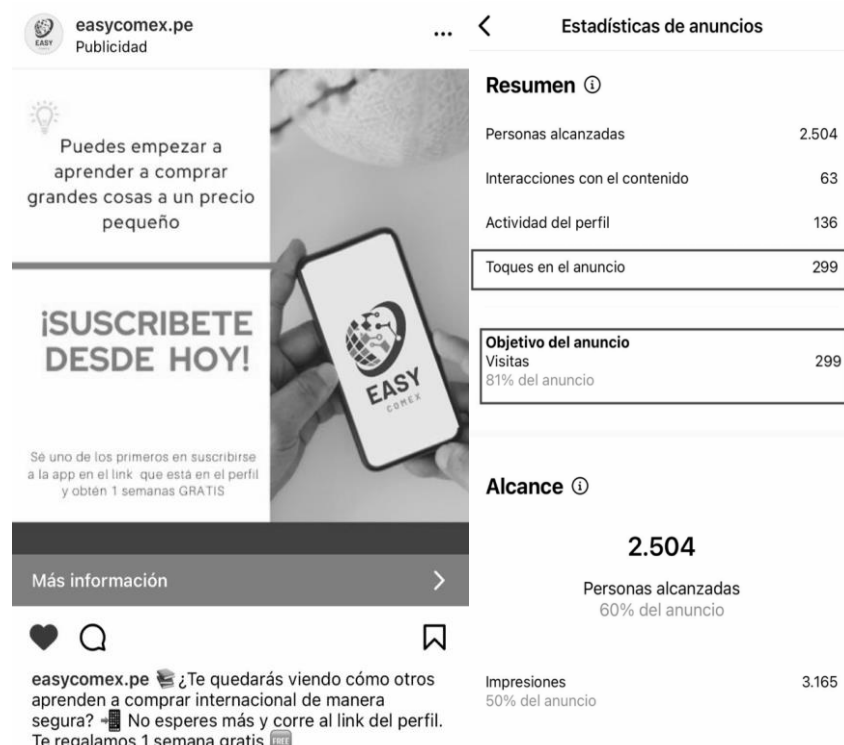 easycomex.pe
Publicidad
EASY
COMEX
Puedes empezar a
aprender a comprar
grandes cosas a un precio
pequeño
¡SUSCRIBETE
DESDE HOY!
EASY
COMEX
Sé uno de los primeros en suscribirse
a la app en el link que está en el perfil
y obtén 1 semanas GRATIS
Más información
easycomex.pe ¿Te quedarás viendo cómo otros
aprenden a comprar internacional de manera
segura? No esperes más y corre al link del perfil.
Te regalamos 1 semana gratis FREE
Estadísticas de anuncios
Resumen
Personas alcanzadas 2.504
Interacciones con el contenido 63
Actividad del perfil 136
Toques en el anuncio 299
Objetivo del anuncio
Visitas 299
81% del anuncio
Alcance
2.504
Personas alcanzadas
60% del anuncio
Impresiones 3.165
50% del anuncio